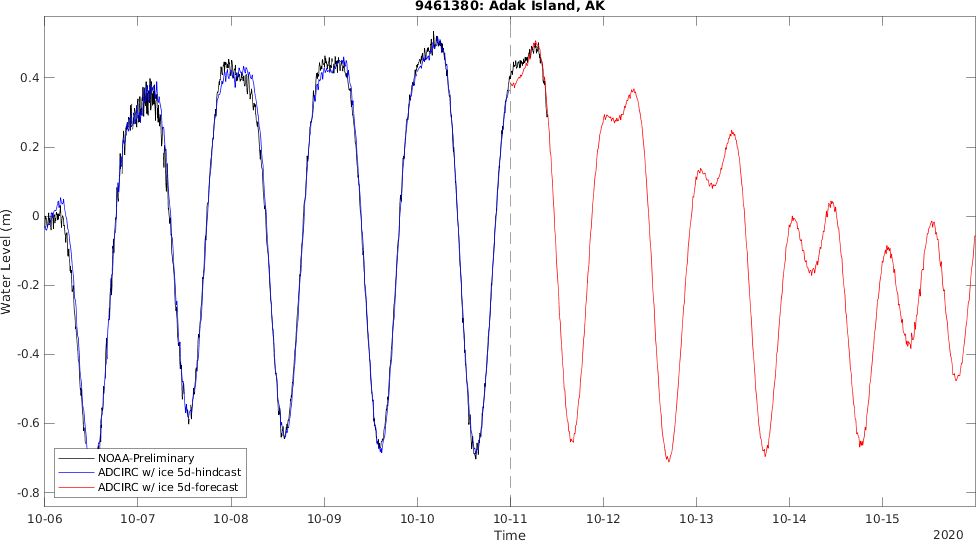 9461380: Adak Island, AK
Water Level (m)
0.4
0.2
0
-0.2
-0.4
-0.6
-0.8
NOAA-Preliminary
ADCIRC w/ ice 5d-hindcast
ADCIRC w/ ice 5d-forecast
10-06 10-07 10-08 10-09 10-10 10-11 10-12 10-13 10-14 10-15
Time
2020